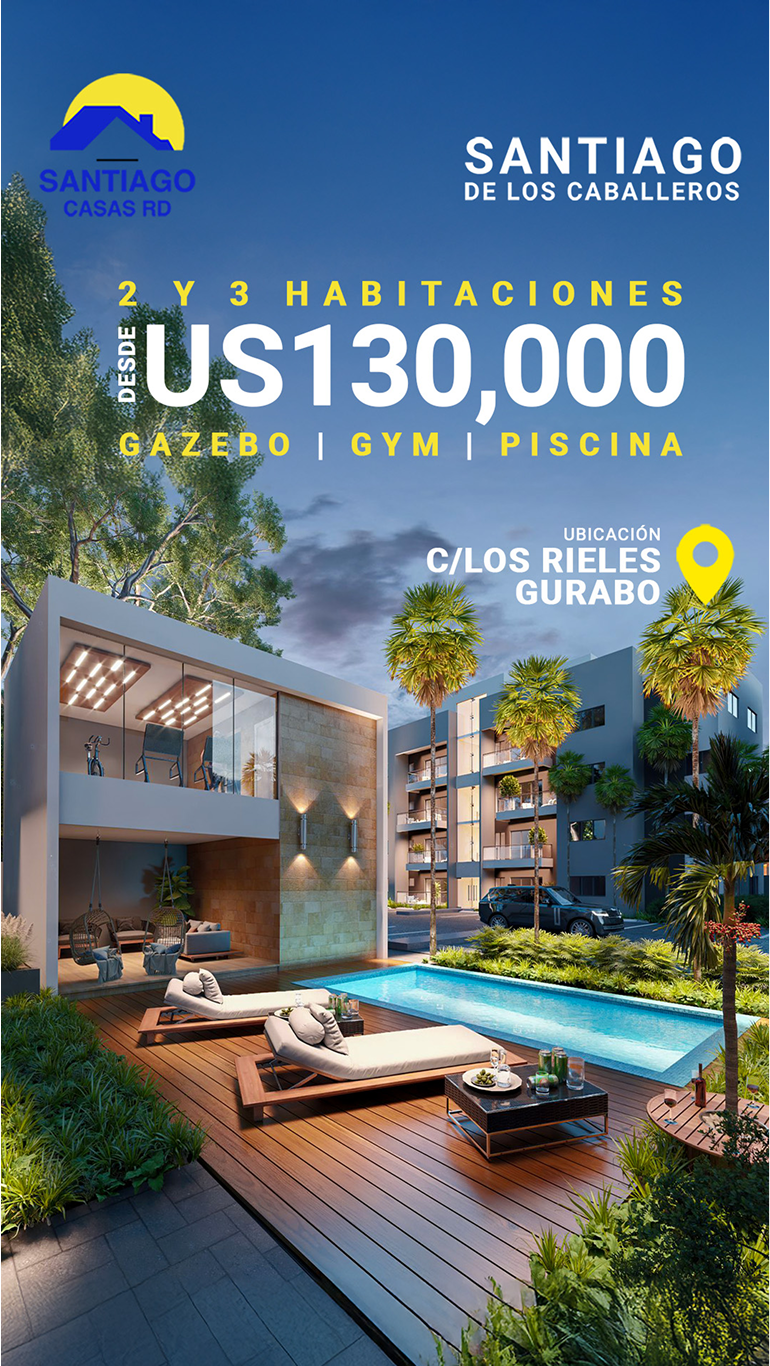 SANTIAGO
CASAS RD
SANTIAGO
DE LOS CABALLEROS
2 Y 3 HABITACIONES
DESDE
US130,000
GAZEBO | GYM | PISCINA
UBICACIÓN
C/LOS RIELES
GURABO